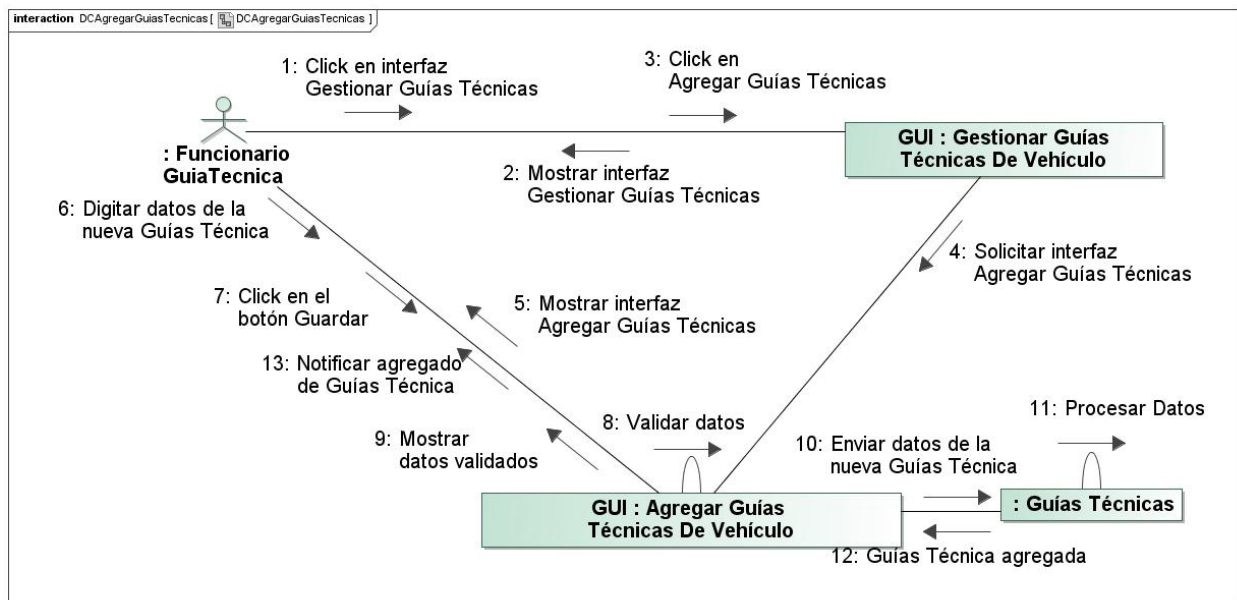 interaction DCAgregarGuiasTecnicas [ DCAgregarGuiasTecnicas ]
1: Click en interfaz
Gestionar Guías Técnicas
3: Click en
Agregar Guías Técnicas
: Funcionario
GuiaTecnica
GUI : Gestionar Guías
Técnicas De Vehículo
2: Mostrar interfaz
Gestionar Guías Técnicas
6: Digitar datos de la
nueva Guías Técnica
4: Solicitar interfaz
Agregar Guías Técnicas
7: Click en el
botón Guardar
5: Mostrar interfaz
Agregar Guías Técnicas
13: Notificar agregado
de Guías Técnica
9: Mostrar
datos validados
8: Validar datos
11: Procesar Datos
10: Enviar datos de la
nueva Guías Técnica
GUI : Agregar Guías
Técnicas De Vehículo
: Guías Técnicas
12: Guías Técnica agregada